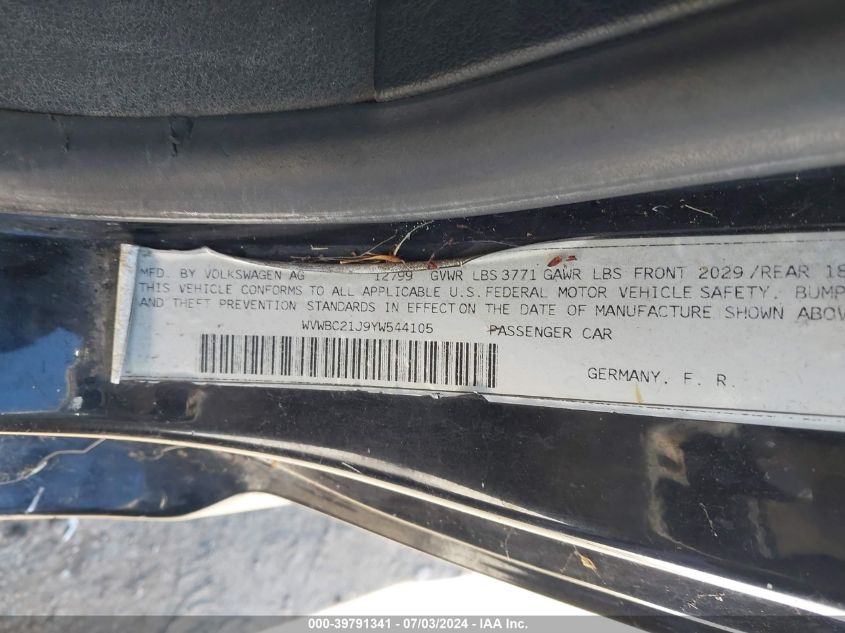 MFD. BY VOLKSWAGEN AG 12799 GVWR LBS 3771 GAWR LBS FRONT 2029/REAR 18
THIS VEHICLE CONFORMS TO ALL APPLICABLE U.S. FEDERAL MOTOR VEHICLE SAFETY. BUMP
AND THEFT PREVENTION STANDARDS IN EFFECT ON THE DATE OF MANUFACTURE SHOWN ABOV
WVWBC21J9YW544105 PASSENGER CAR
GERMANY. F. R.
000-39791341 - 07/03/2024 - IAA Inc.